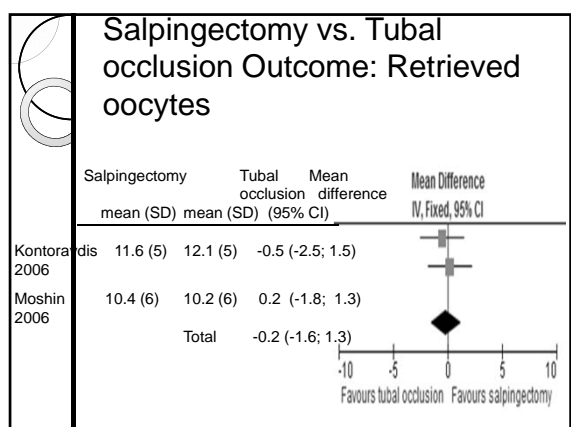 Salpingectomy vs. Tubal
occlusion Outcome: Retrieved
oocytes
Salpingectomy Tubal Mean
occlusion difference
mean (SD) mean (SD) (95% CI)
Mean Difference
IV, Fixed, 95% CI
Kontoravdis 11.6 (5) 12.1 (5) -0.5 (-2.5; 1.5)
2006
Moshin 10.4 (6) 10.2 (6) 0.2 (-1.8; 1.3)
2006
Total -0.2 (-1.6; 1.3)
-10 -5 0 5 10
Favours tubal occlusion Favours salpingectomy